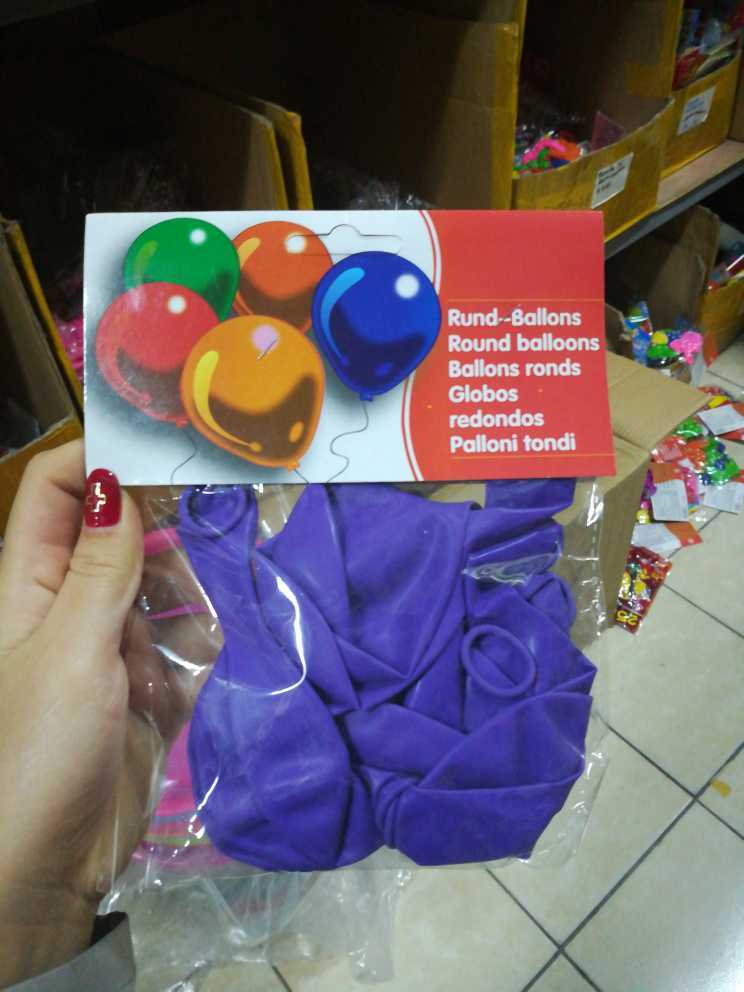 Rund--Ballons
Round balloons
Ballons ronds
Globos
redondos
Palloni tondi